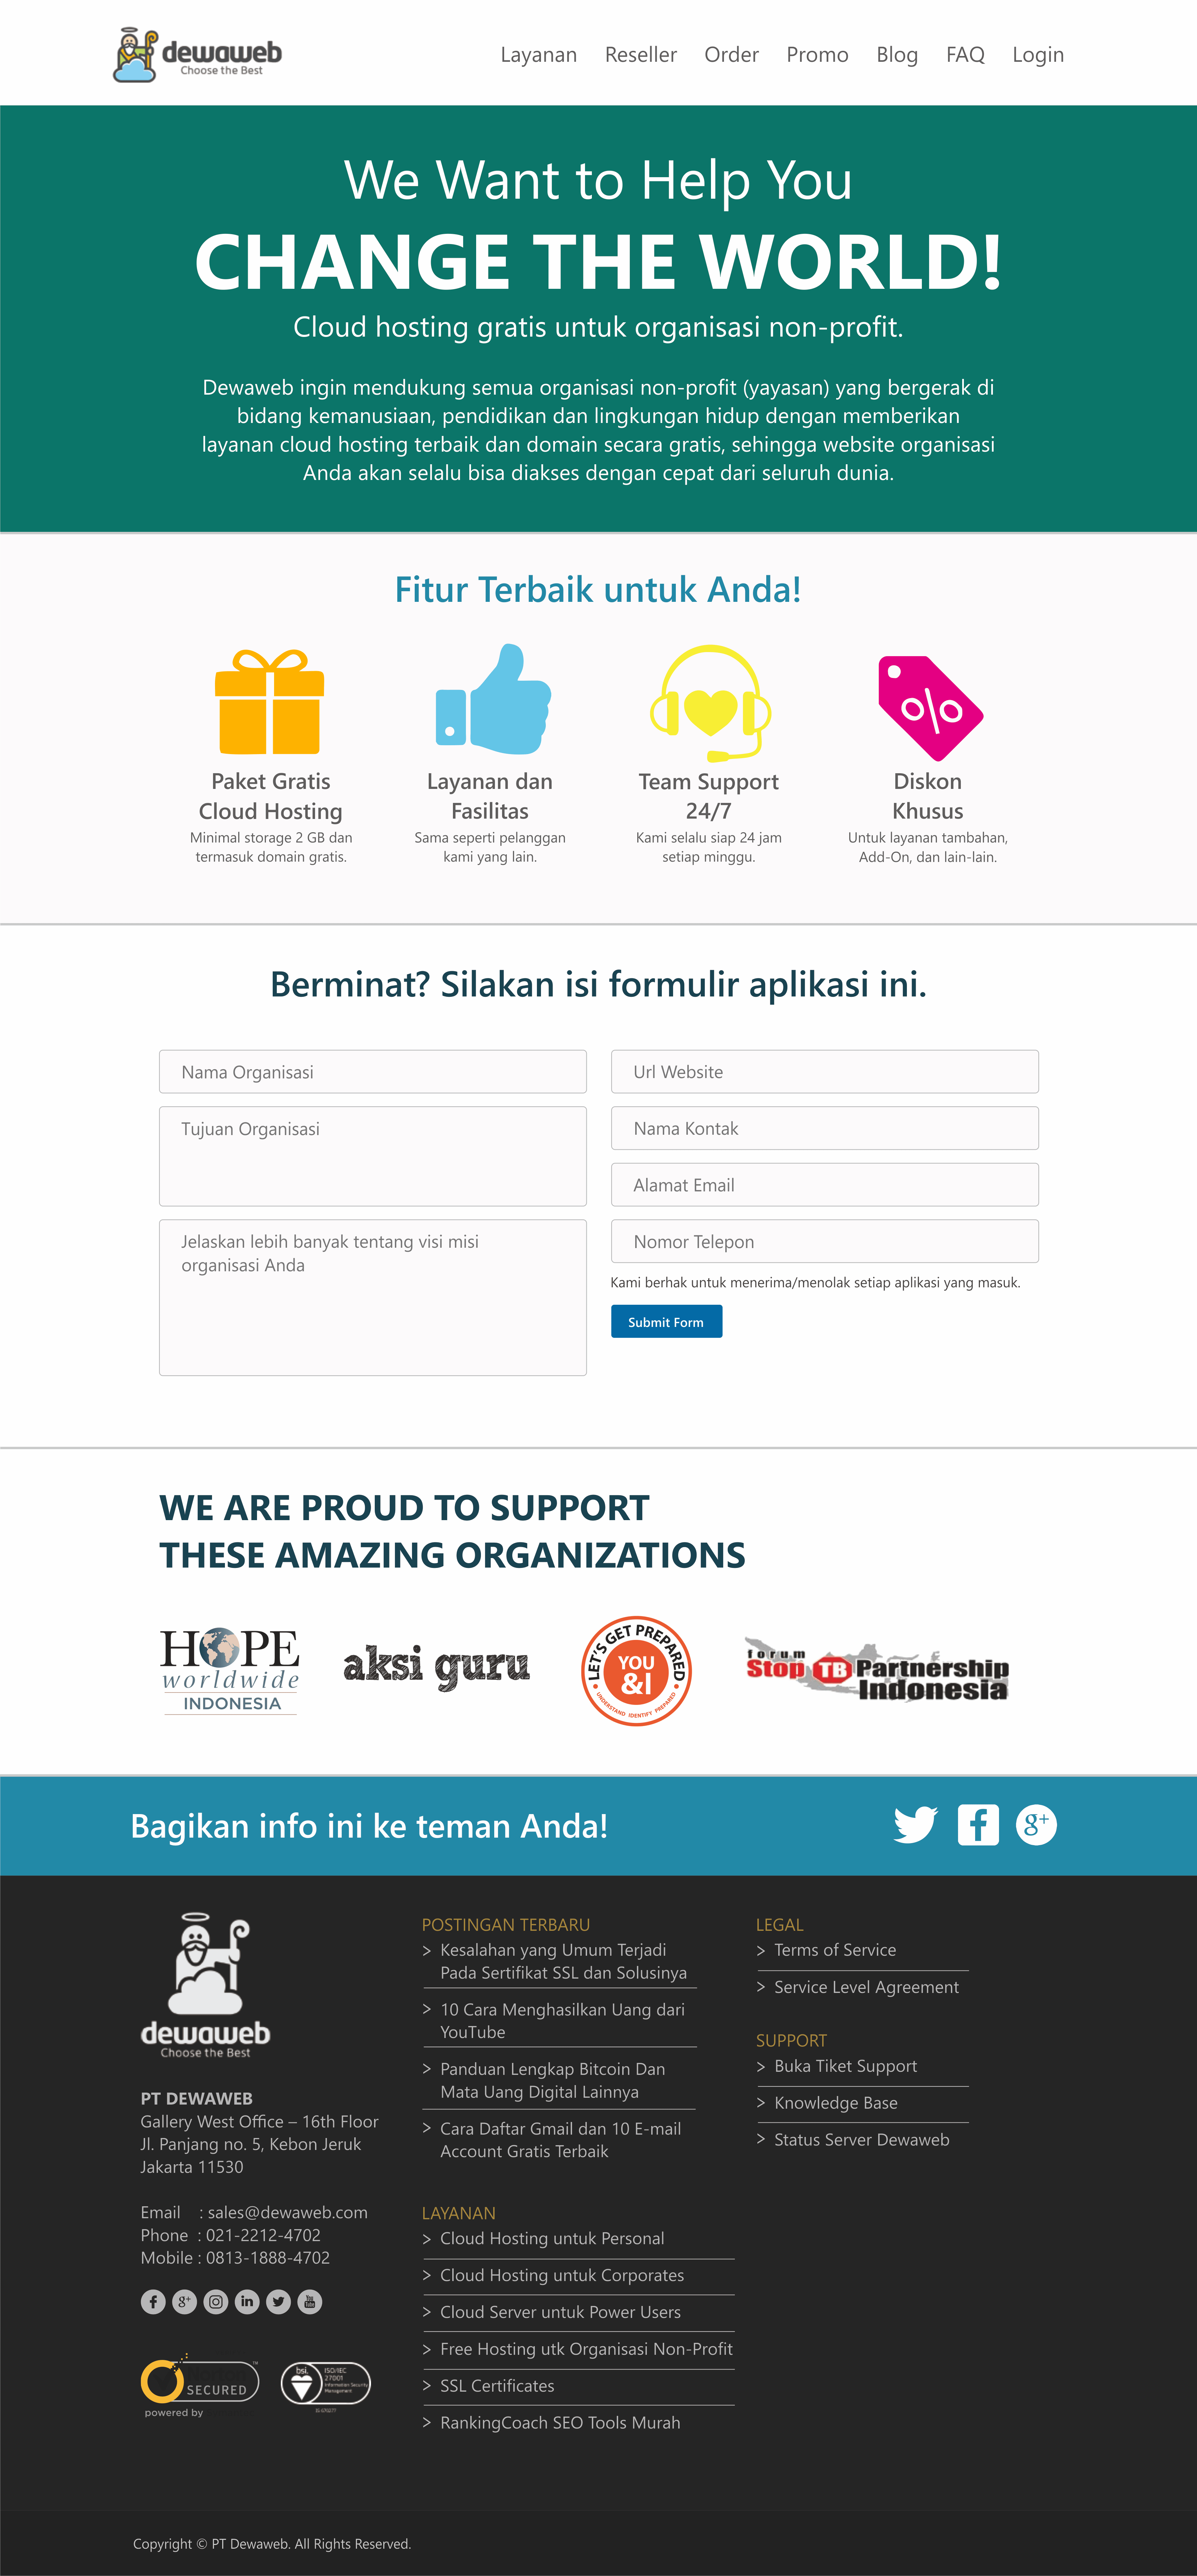 dewaweb
Choose the Best
Layanan Reseller Order Promo Blog FAQ Login
We Want to Help You
CHANGE THE WORLD!
Cloud hosting gratis untuk organisasi non-profit.
Dewaweb ingin mendukung semua organisasi non-profit (yayasan) yang bergerak di
bidang kemanusiaan, pendidikan dan lingkungan hidup dengan memberikan
layanan cloud hosting terbaik dan domain secara gratis, sehingga website organisasi
Anda akan selalu bisa diakses dengan cepat dari seluruh dunia.
Fitur Terbaik untuk Anda!
Paket Gratis
Cloud Hosting
Minimal storage 2 GB dan
termasuk domain gratis.
Layanan dan
Fasilitas
Sama seperti pelanggan
kami yang lain.
Team Support
24/7
Kami selalu siap 24 jam
setiap minggu.
%
Diskon
Khusus
Untuk layanan tambahan,
Add-On, dan lain-lain.
Berminat? Silakan isi formulir aplikasi ini.
Nama Organisasi
Tujuan Organisasi
Jelaskan lebih banyak tentang visi misi
organisasi Anda
Url Website
Nama Kontak
Alamat Email
Nomor Telepon
Kami berhak untuk menerima/menolak setiap aplikasi yang masuk.
Submit Form
WE ARE PROUD TO SUPPORT
THESE AMAZING ORGANIZATIONS
HOPE
worldwide
INDONESIA
aksi guru
LET'S GET PREPARED
YOU
&I
UNDERSTAND IDENTIFY PREPARED
forum
Stop TB Partnership
Indonesia
Bagikan info ini ke teman Anda!
dewaweb
Choose the Best
PT DEWAWEB
Gallery West Office – 16th Floor
Jl. Panjang no. 5, Kebon Jeruk
Jakarta 11530
Email : sales@dewaweb.com
Phone : 021-2212-4702
Mobile : 0813-1888-4702
SECURED
powered by
bsi.
ISO/IEC
27001
Information Security
Management
POSTINGAN TERBARU
> Kesalahan yang Umum Terjadi
Pada Sertifikat SSL dan Solusinya
> 10 Cara Menghasilkan Uang dari
YouTube
> Panduan Lengkap Bitcoin Dan
Mata Uang Digital Lainnya
> Cara Daftar Gmail dan 10 E-mail
Account Gratis Terbaik
LAYANAN
> Cloud Hosting untuk Personal
> Cloud Hosting untuk Corporates
> Cloud Server untuk Power Users
> Free Hosting utk Organisasi Non-Profit
> SSL Certificates
> RankingCoach SEO Tools Murah
LEGAL
> Terms of Service
> Service Level Agreement
SUPPORT
> Buka Tiket Support
> Knowledge Base
> Status Server Dewaweb
Copyright © PT Dewaweb. All Rights Reserved.